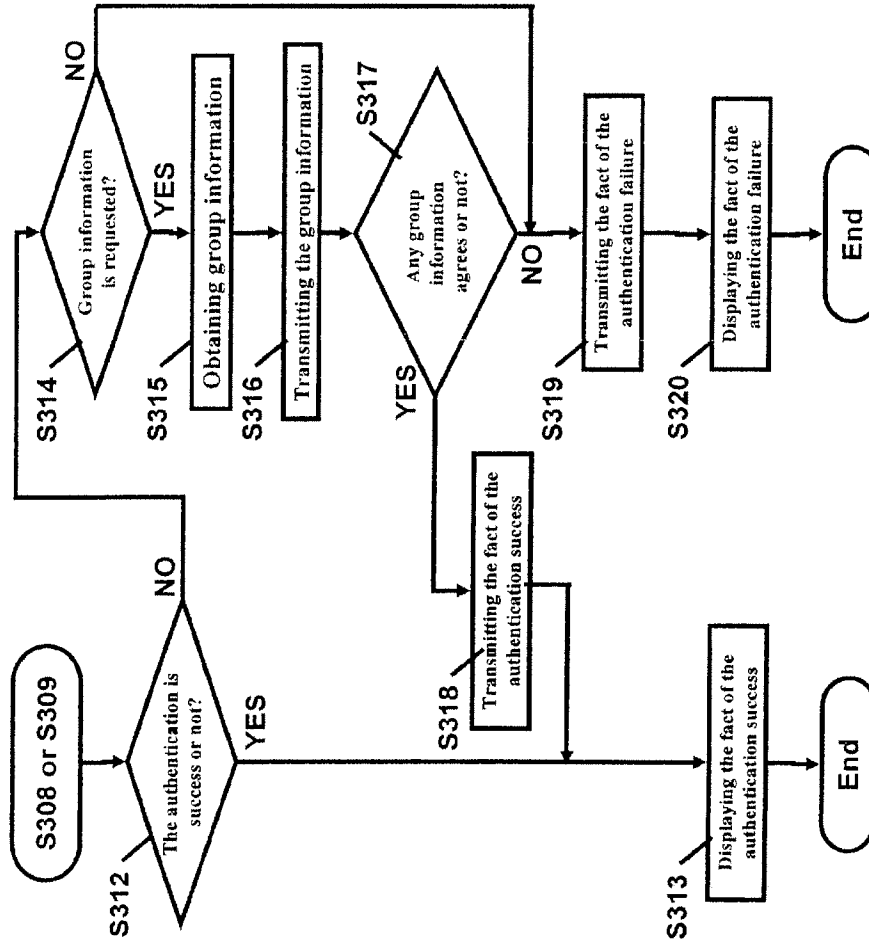 S308 or S309
S312
The authentication is
success or not?
NO
YES
S313
Displaying the fact of the
authentication success
End
S314
Group information
is requested?
NO
YES
S315
Obtaining group information
S316
Transmitting the group information
S317
Any group
information
agrees or not?
YES
NO
S318
Transmitting the fact of the
authentication success
S319
Transmitting the fact of the
authentication failure
S320
Displaying the fact of the
authentication failure
End